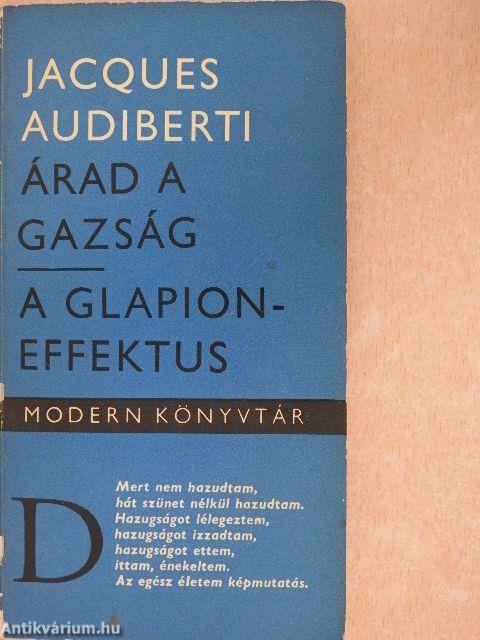 JACQUES
AUDIBERTI
ÁRAD A
GAZSÁG
A GLAPION-
EFFEKTUS
MODERN KÖNYVTÁR
D
Mert nem hazudtam,
hát szünet nélkül hazudtam.
Hazugságot lélegeztem,
hazugságot izzadtam,
hazugságot ettem,
ittam, énekeltem.
Az egész életem képmutatás.
Antikvárium.hu